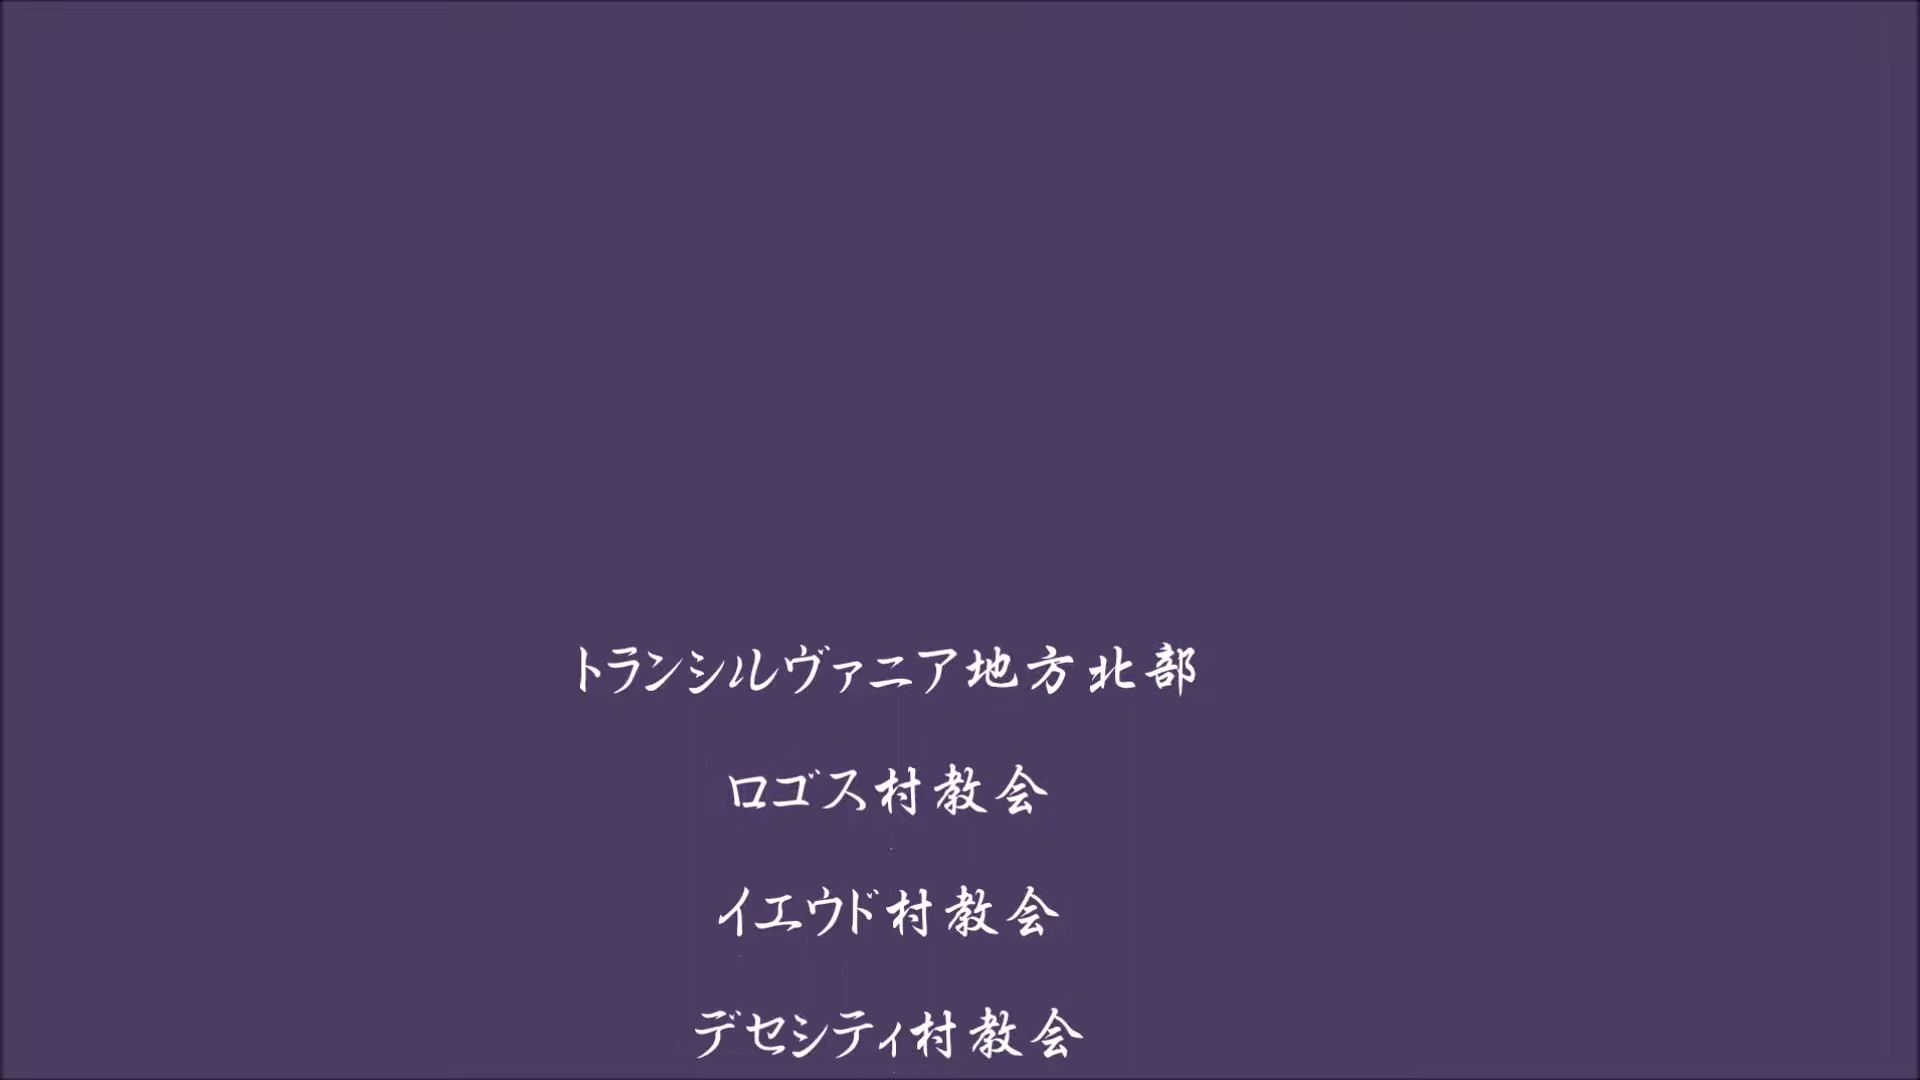 トランシルヴァニア地方北部
ロゴス村教会
イエウド村教会
デセシティ村教会